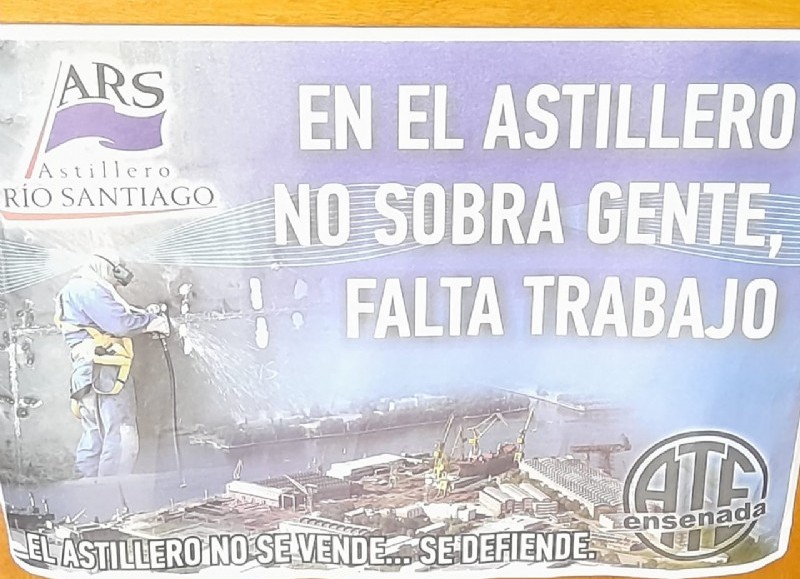 ARS
Astillero
RÍO SANTIAGO
EN EL ASTILLERO
NO SOBRA GENTE,
FALTA TRABAJO
ATE
ensenada
EL ASTILLERO NO SE VENDE... SE DEFIENDE.